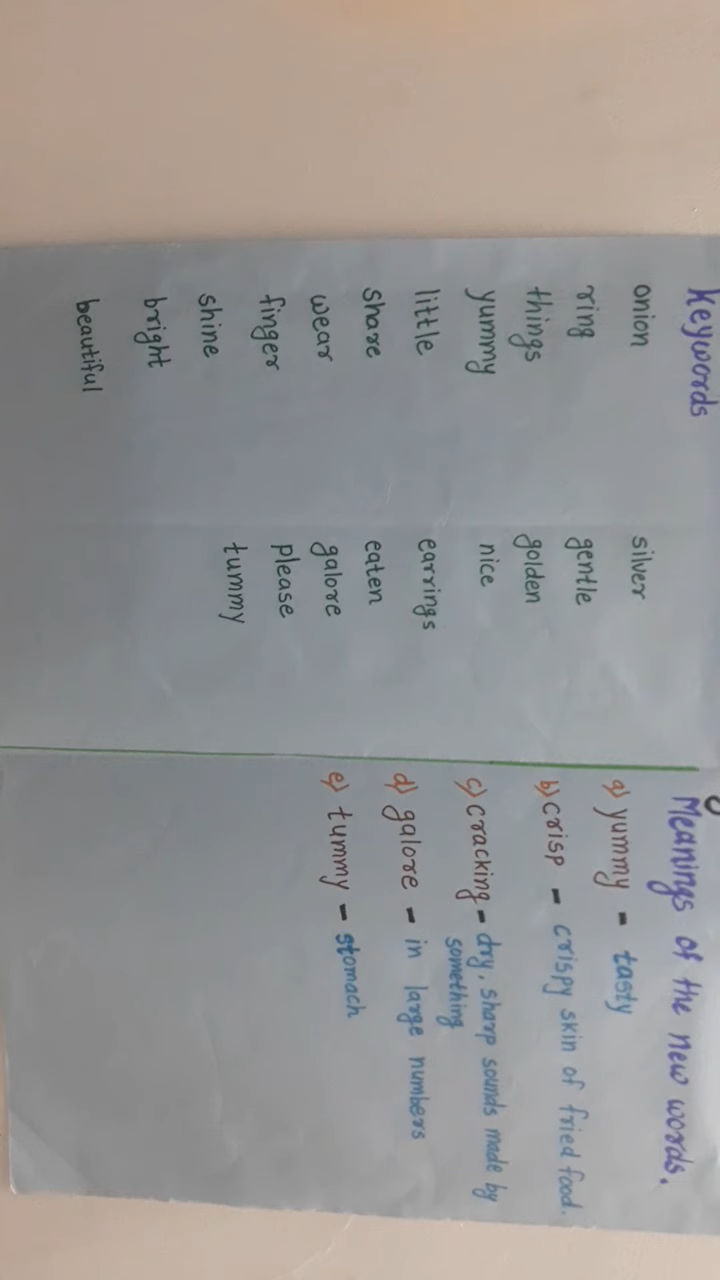 keywords
onion
ring
things
yummy
little
share
wear
finger
shine
bright
beautiful
silver
gentle
golden
nice
earrings
eaten
galore
please
tummy
Meanings of the new words.
a) yummy - tasty
b) crisp - crispy skin of fried food.
c) cracking - dry, sharp sounds made by
something
d) galore - in large numbers
e) tummy - stomach